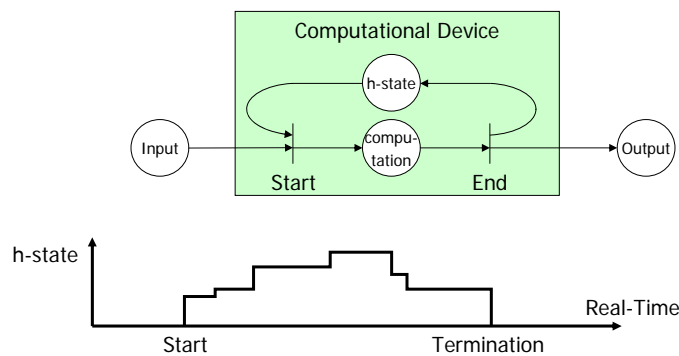 Computational Device
h-state
Input
compu-
tation
Output
Start
End
h-state
Real-Time
Start
Termination